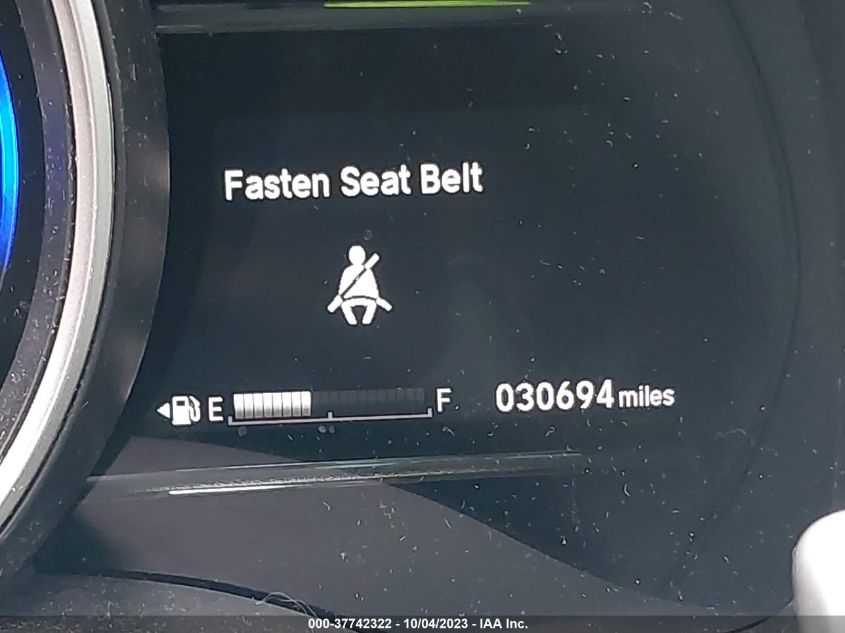 Fasten Seat Belt
E F 030694 miles
000-37742322 - 10/04/2023 - IAA Inc.